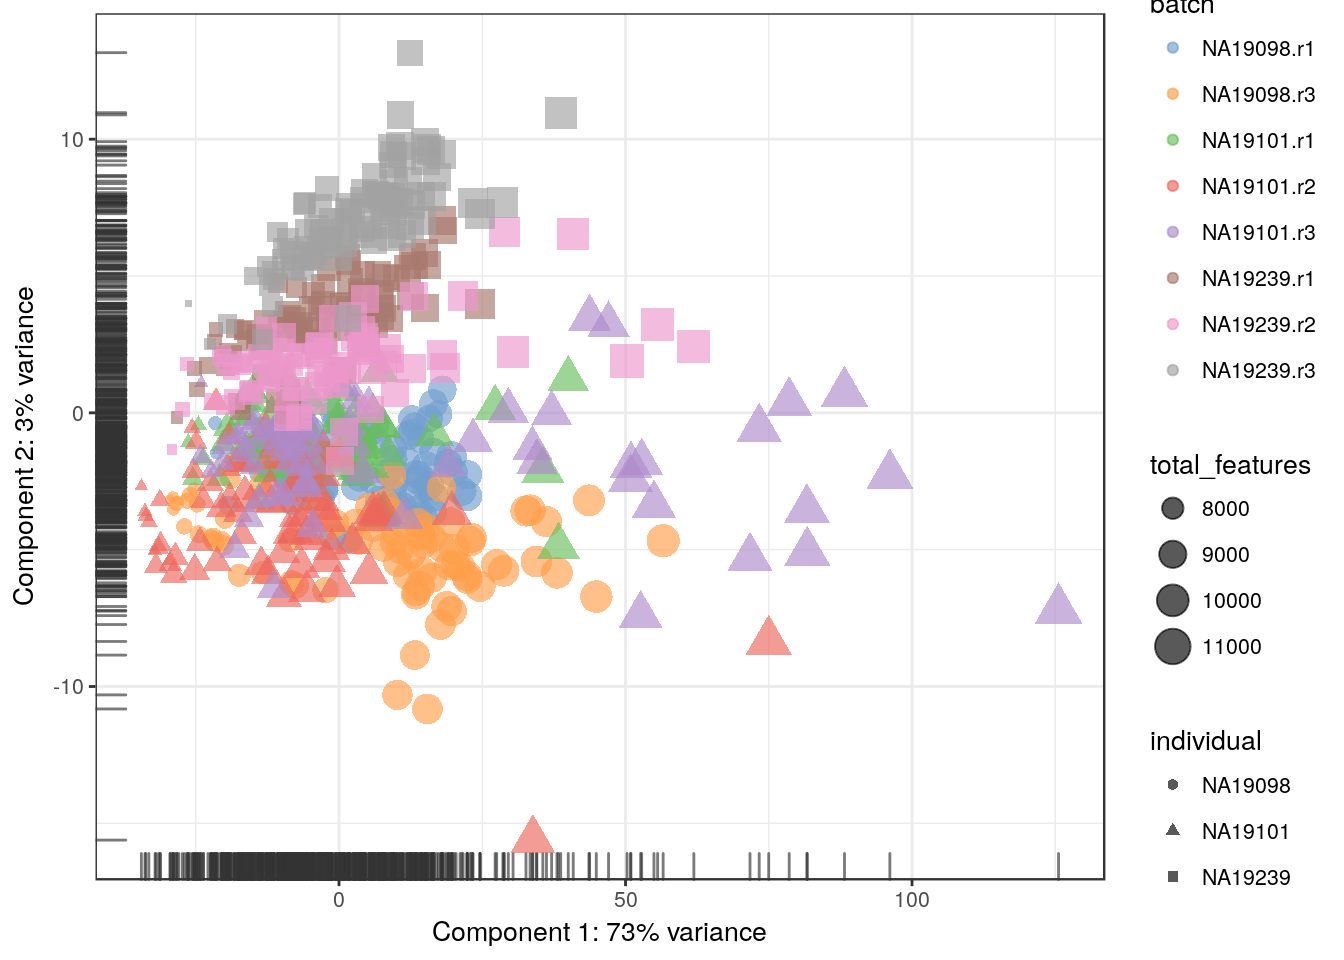 10
0
-10
Component 2: 3% variance
0
50
100
Component 1: 73% variance
batch
NA19098.r1
NA19098.r3
NA19101.r1
NA19101.r2
NA19101.r3
NA19239.r1
NA19239.r2
NA19239.r3
total_features
8000
9000
10000
11000
individual
NA19098
NA19101
NA19239